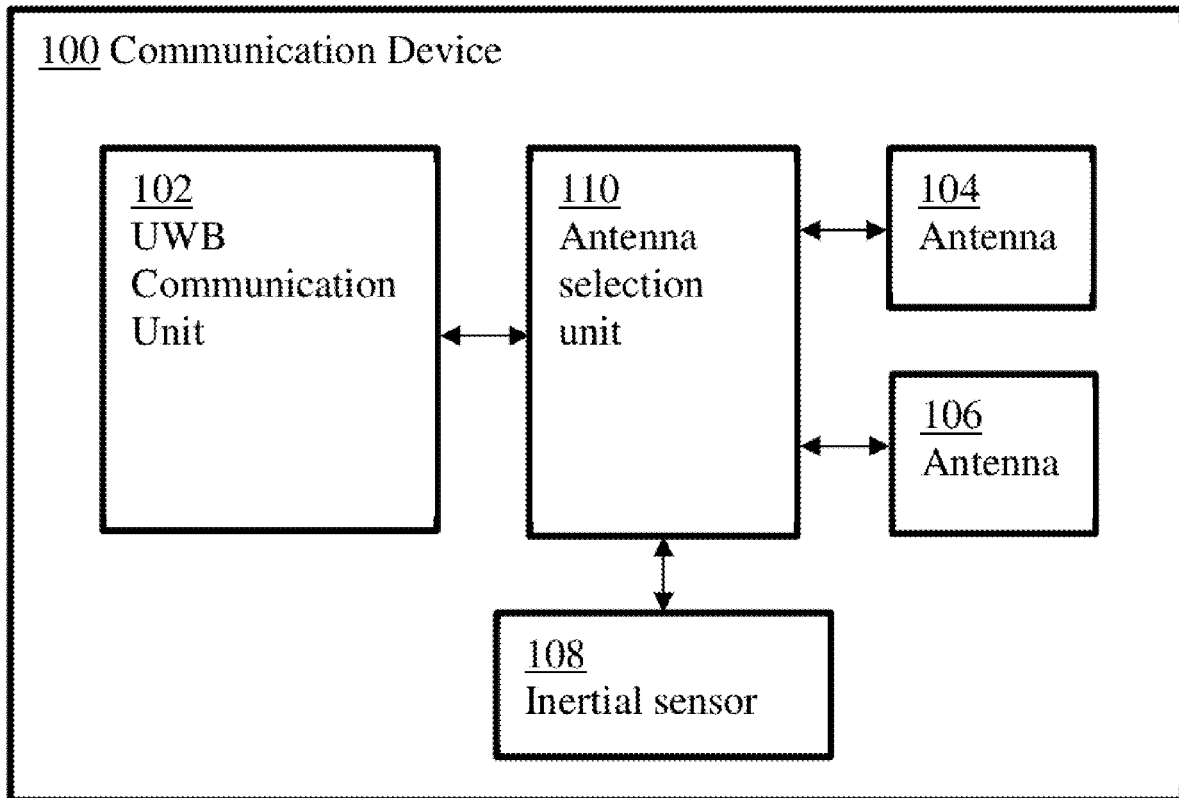 100 Communication Device
102
UWB
Communication
Unit
110
Antenna
selection
unit
104
Antenna
106
Antenna
108
Inertial sensor